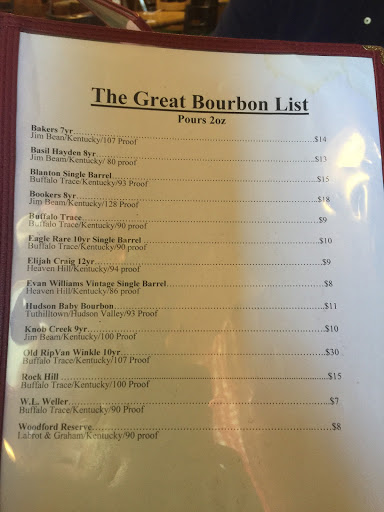 The Great Bourbon List
Pours 2oz
Bakers 7yr $14
Jim Bean/Kentucky/107 Proof
Basil Hayden 8yr $13
Jim Beam/Kentucky/ 80 proof
Blanton Single Barrel $15
Buffalo Trace/Kentucky/93 Proof
Bookers 8yr $18
Jim Beam/Kentucky/128 Proof
Buffalo Trace $9
Buffalo Trace/Kentucky/90 proof
Eagle Rare 10yr Single Barrel $10
Buffalo Trace/Kentucky/90 proof
Elijah Craig 12yr $9
Heaven Hill/Kentucky/94 proof
Evan Williams Vintage Single Barrel $8
Heaven Hill/Kentucky/86 proof
Hudson Baby Bourbon $11
Tuthilltown/Hudson Valley/93 Proof
Knob Creek 9yr $10
Jim Beam/Kentucky/100 Proof
Old RipVan Winkle 10yr $30
Buffalo Trace/Kentucky/107 Proof
Rock Hill $15
Buffalo Trace/Kentucky/100 Proof
W.L. Weller $7
Buffalo Trace/Kentucky/90 Proof
Woodford Reserve $8
Labrot & Graham/Kentucky/90 proof